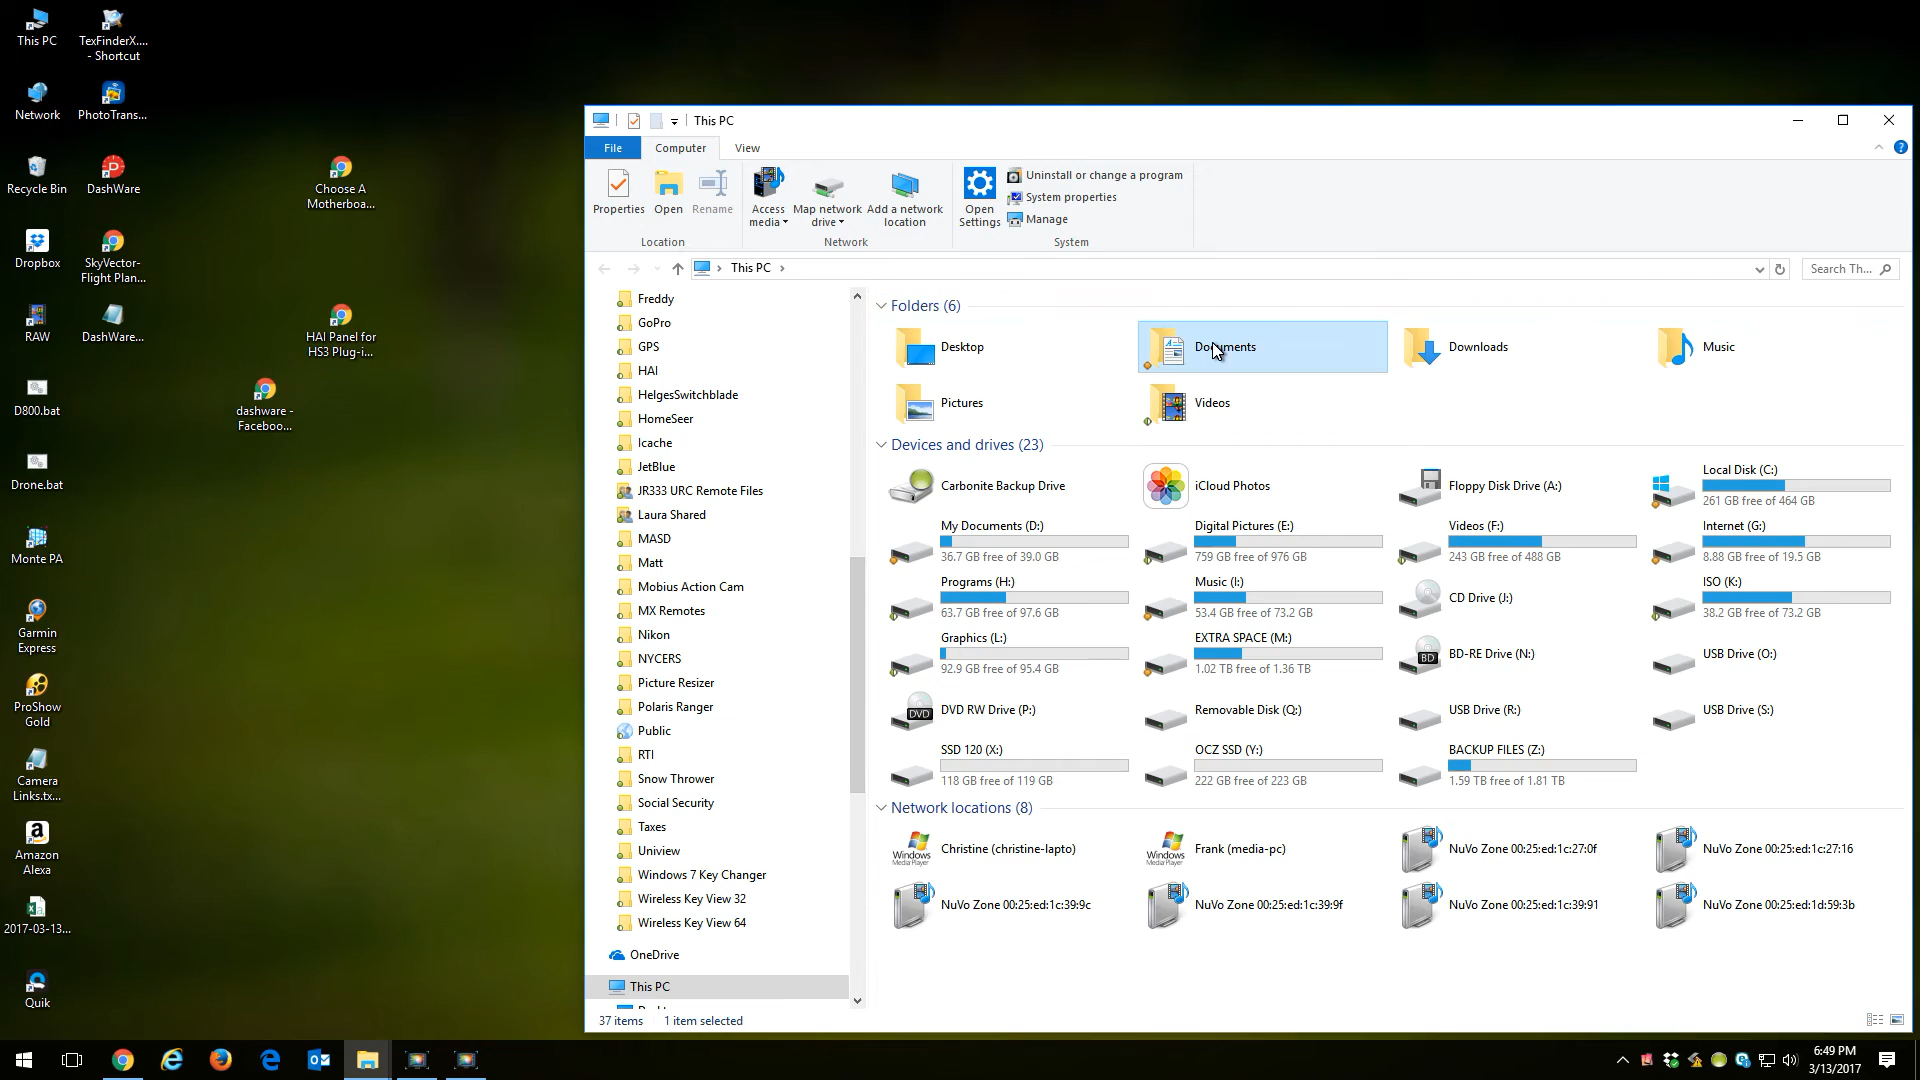 This PC
TexFinderX....
- Shortcut
Network
PhotoTrans...
Recycle Bin
DashWare
Choose A
Motherboa...
Dropbox
SkyVector-
Flight Plan...
RAW
DashWare...
HAI Panel for
HS3 Plug-i...
D800.bat
dashware -
Faceboo...
Drone.bat
Monte PA
Garmin
Express
ProShow
Gold
Camera
Links.tx...
Amazon
Alexa
2017-03-13...
Quik
This PC
File
Computer
View
Properties
Open
Rename
Access
media
Map network
drive
Add a network
location
Open
Settings
Uninstall or change a program
System properties
Manage
Location
Network
System
This PC
Search Th...
Freddy
GoPro
GPS
HAI
HelgesSwitchblade
HomeSeer
Icache
JetBlue
JR333 URC Remote Files
Laura Shared
MASD
Matt
Mobius Action Cam
MX Remotes
Nikon
NYCERS
Picture Resizer
Polaris Ranger
Public
RTI
Snow Thrower
Social Security
Taxes
Uniview
Windows 7 Key Changer
Wireless Key View 32
Wireless Key View 64
OneDrive
This PC
Folders (6)
Desktop
Documents
Downloads
Music
Pictures
Videos
Devices and drives (23)
Carbonite Backup Drive
iCloud Photos
Floppy Disk Drive (A:)
Local Disk (C:)
261 GB free of 464 GB
My Documents (D:)
36.7 GB free of 39.0 GB
Digital Pictures (E:)
759 GB free of 976 GB
Videos (F:)
243 GB free of 488 GB
Internet (G:)
8.88 GB free of 19.5 GB
Programs (H:)
63.7 GB free of 97.6 GB
Music (I:)
53.4 GB free of 73.2 GB
CD Drive (J:)
ISO (K:)
38.2 GB free of 73.2 GB
Graphics (L:)
92.9 GB free of 95.4 GB
EXTRA SPACE (M:)
1.02 TB free of 1.36 TB
BD
BD-RE Drive (N:)
USB Drive (O:)
DVD
DVD RW Drive (P:)
Removable Disk (Q:)
USB Drive (R:)
USB Drive (S:)
SSD 120 (X:)
118 GB free of 119 GB
OCZ SSD (Y:)
222 GB free of 223 GB
BACKUP FILES (Z:)
1.59 TB free of 1.81 TB
Network locations (8)
Windows
Media Player
Christine (christine-lapto)
Windows
Media Player
Frank (media-pc)
NuVo Zone 00:25:ed:1c:27:0f
NuVo Zone 00:25:ed:1c:27:16
NuVo Zone 00:25:ed:1c:39:9c
NuVo Zone 00:25:ed:1c:39:9f
NuVo Zone 00:25:ed:1c:39:91
NuVo Zone 00:25:ed:1d:59:3b
37 items
1 item selected
6:49 PM
3/13/2017